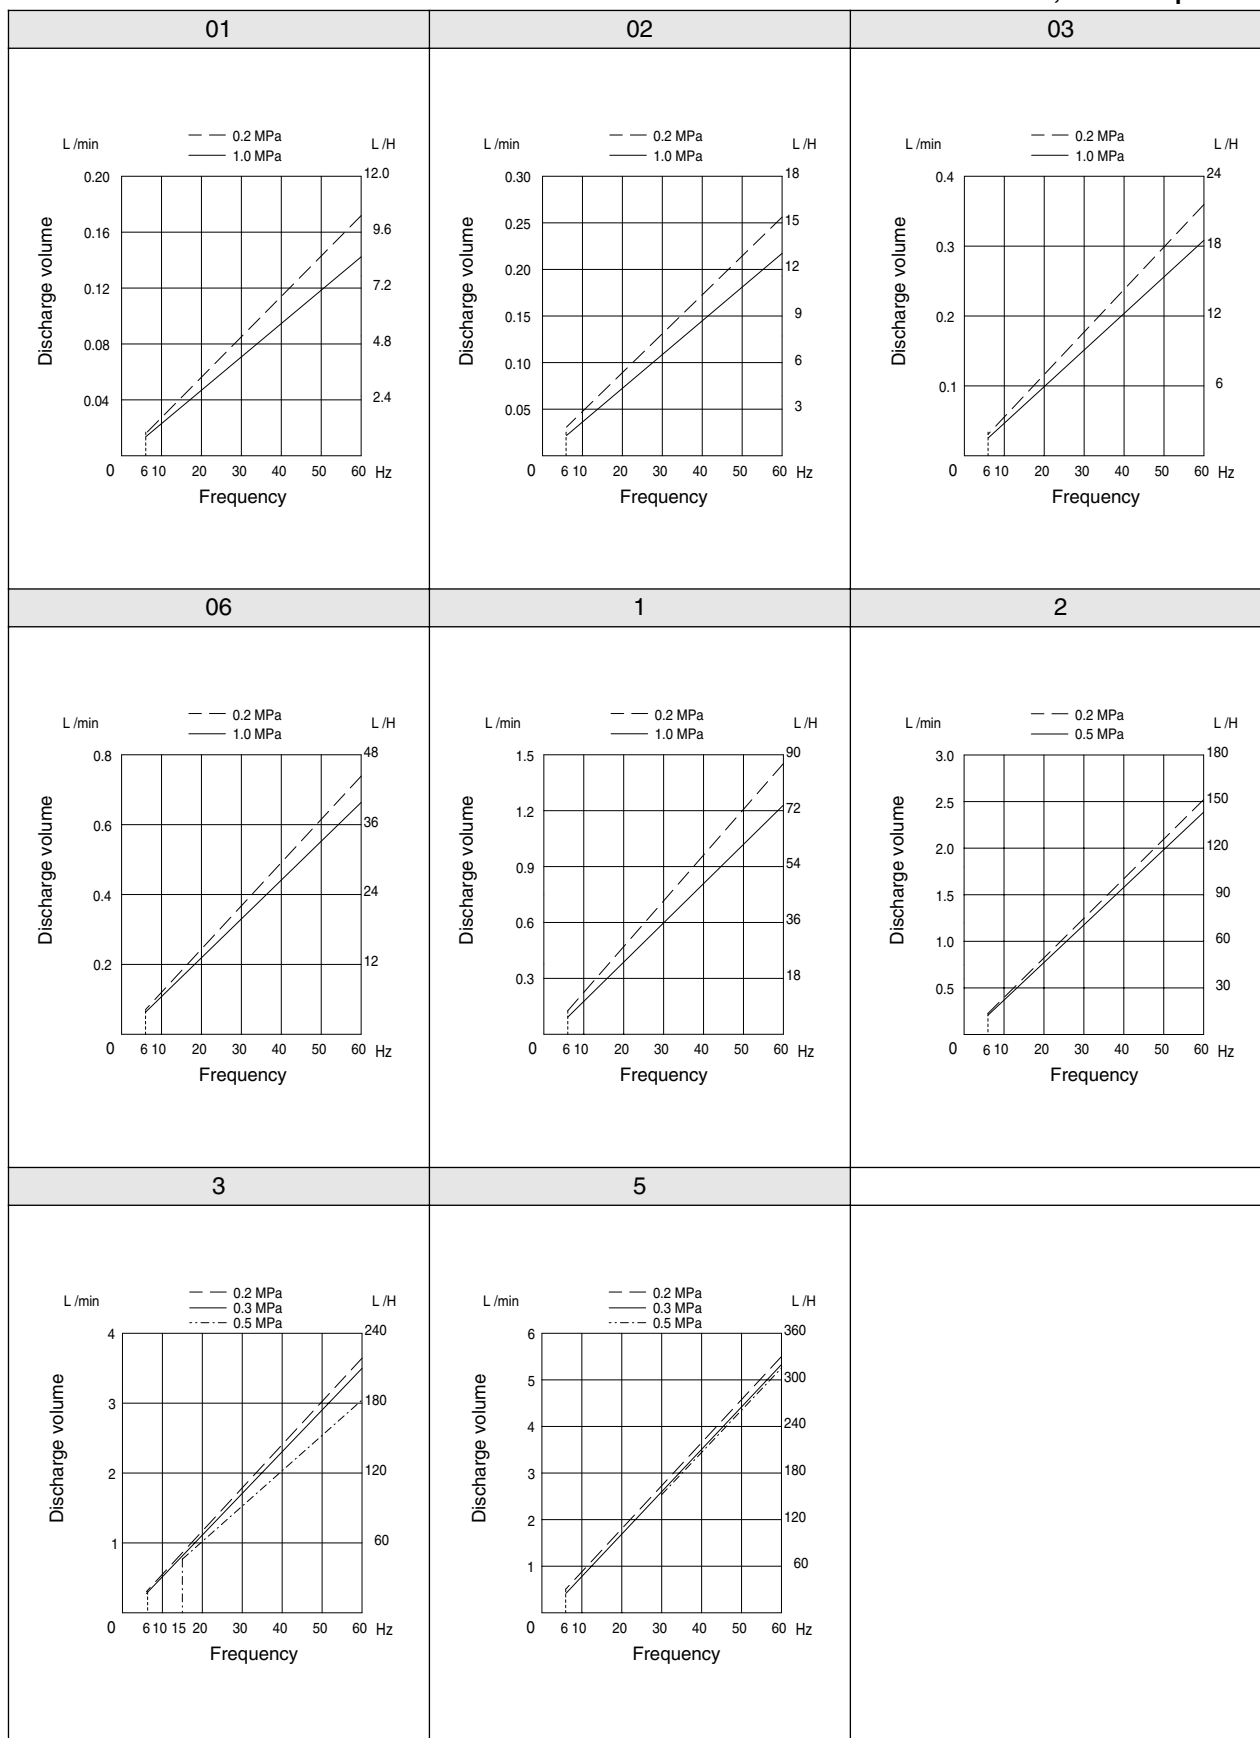 01 02 03
0.2 MPa
1.0 MPa
L /min L /H
0.20 12.0
0.16 9.6
0.12 7.2
0.08 4.8
0.04 2.4
0 6 10 20 30 40 50 60 Hz
Discharge volume
Frequency
0.2 MPa
1.0 MPa
L /min L /H
0.30 18
0.25 15
0.20 12
0.15 9
0.10 6
0.05 3
0 6 10 20 30 40 50 60 Hz
Discharge volume
Frequency
0.2 MPa
1.0 MPa
L /min L /H
0.4 24
0.3 18
0.2 12
0.1 6
0 6 10 20 30 40 50 60 Hz
Discharge volume
Frequency
06 1 2
0.2 MPa
1.0 MPa
L /min L /H
0.8 48
0.6 36
0.4 24
0.2 12
0 6 10 20 30 40 50 60 Hz
Discharge volume
Frequency
0.2 MPa
1.0 MPa
L /min L /H
1.5 90
1.2 72
0.9 54
0.6 36
0.3 18
0 6 10 20 30 40 50 60 Hz
Discharge volume
Frequency
0.2 MPa
0.5 MPa
L /min L /H
3.0 180
2.5 150
2.0 120
1.5 90
1.0 60
0.5 30
0 6 10 20 30 40 50 60 Hz
Discharge volume
Frequency
3 5
0.2 MPa
0.3 MPa
0.5 MPa
L /min L /H
4 240
3 180
2 120
1 60
0 6 10 15 20 30 40 50 60 Hz
Discharge volume
Frequency
0.2 MPa
0.3 MPa
0.5 MPa
L /min L /H
6 360
5 300
4 240
3 180
2 120
1 60
0 6 10 20 30 40 50 60 Hz
Discharge volume
Frequency